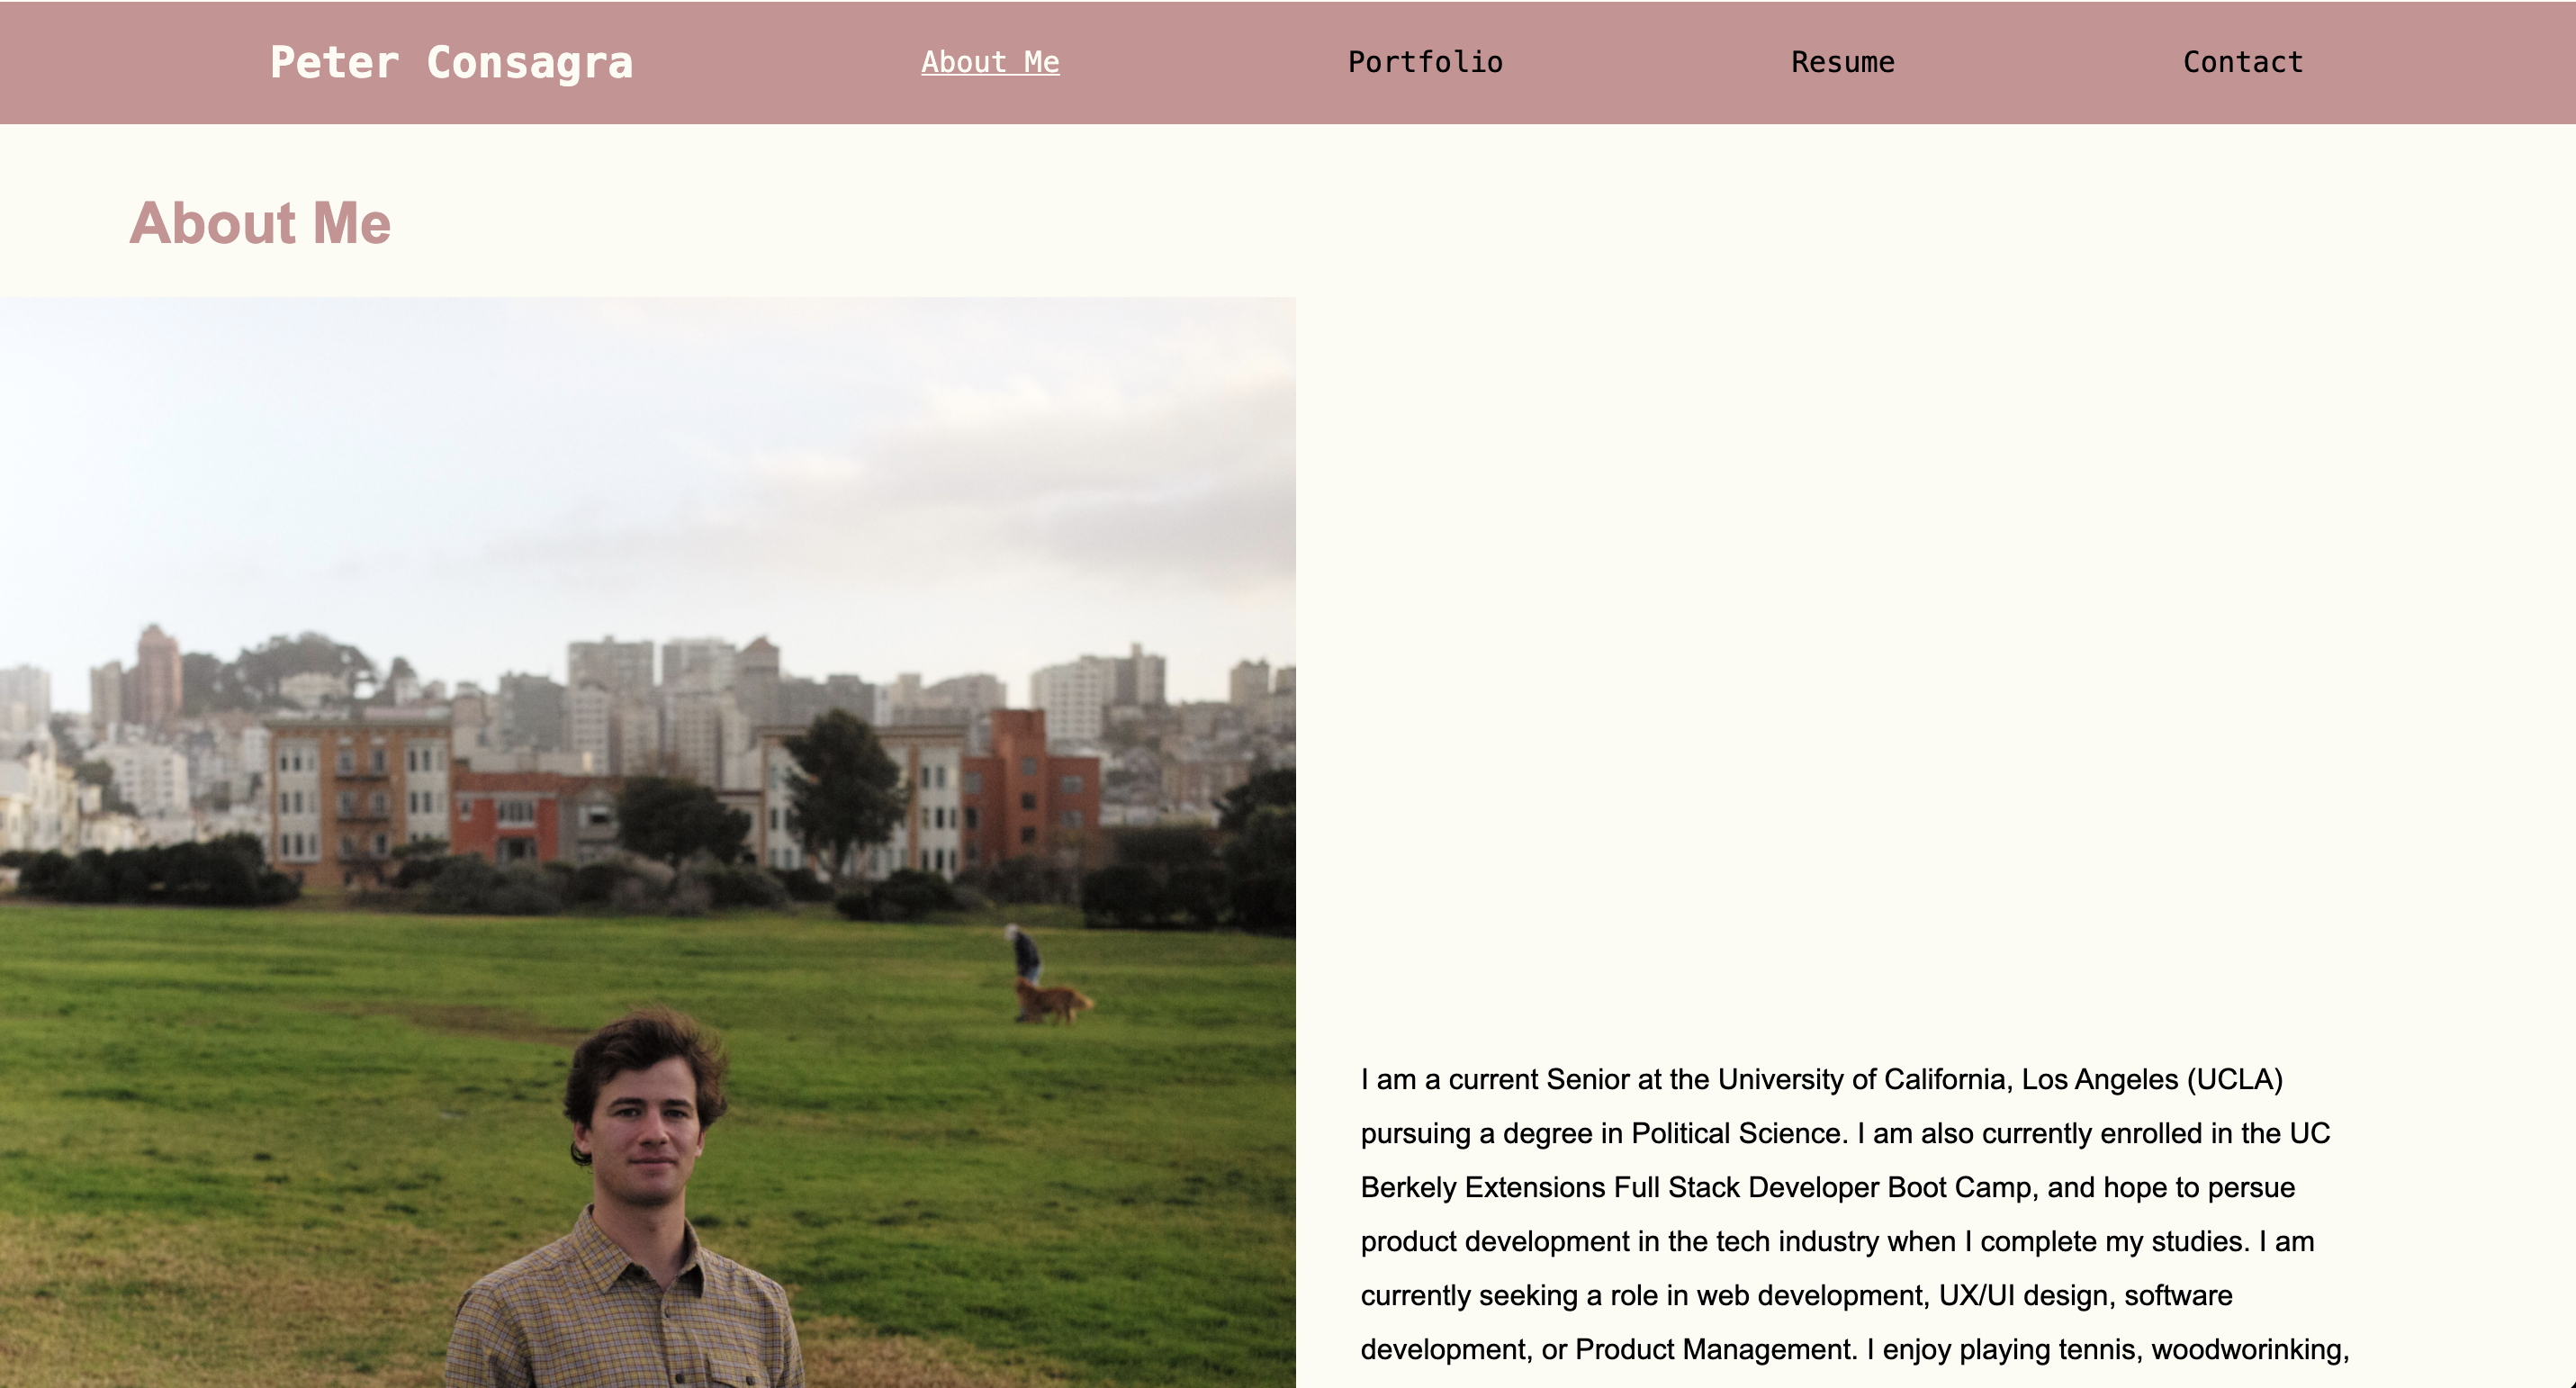 Peter Consagra About Me Portfolio Resume Contact
About Me
I am a current Senior at the University of California, Los Angeles (UCLA)
pursuing a degree in Political Science. I am also currently enrolled in the UC
Berkely Extensions Full Stack Developer Boot Camp, and hope to persue
product development in the tech industry when I complete my studies. I am
currently seeking a role in web development, UX/UI design, software
development, or Product Management. I enjoy playing tennis, woodworinking,